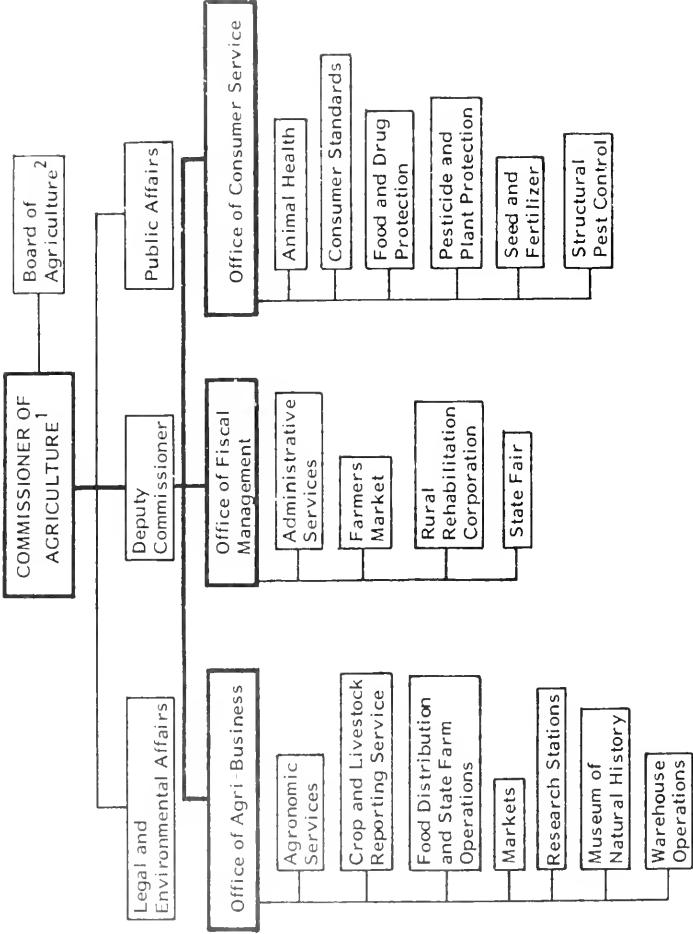 COMMISSIONER OF
AGRICULTURE¹
Board of
Agriculture²
Legal and
Environmental Affairs
Deputy
Commissioner
Public Affairs
Office of Agri-Business
Agronomic
Services
Crop and Livestock
Reporting Service
Food Distribution
and State Farm
Operations
Markets
Research Stations
Museum of
Natural History
Warehouse
Operations
Office of Fiscal
Management
Administrative
Services
Farmers
Market
Rural
Rehabilitation
Corporation
State Fair
Office of Consumer Service
Animal Health
Consumer Standards
Food and Drug
Protection
Pesticide and
Plant Protection
Seed and
Fertilizer
Structural
Pest Control